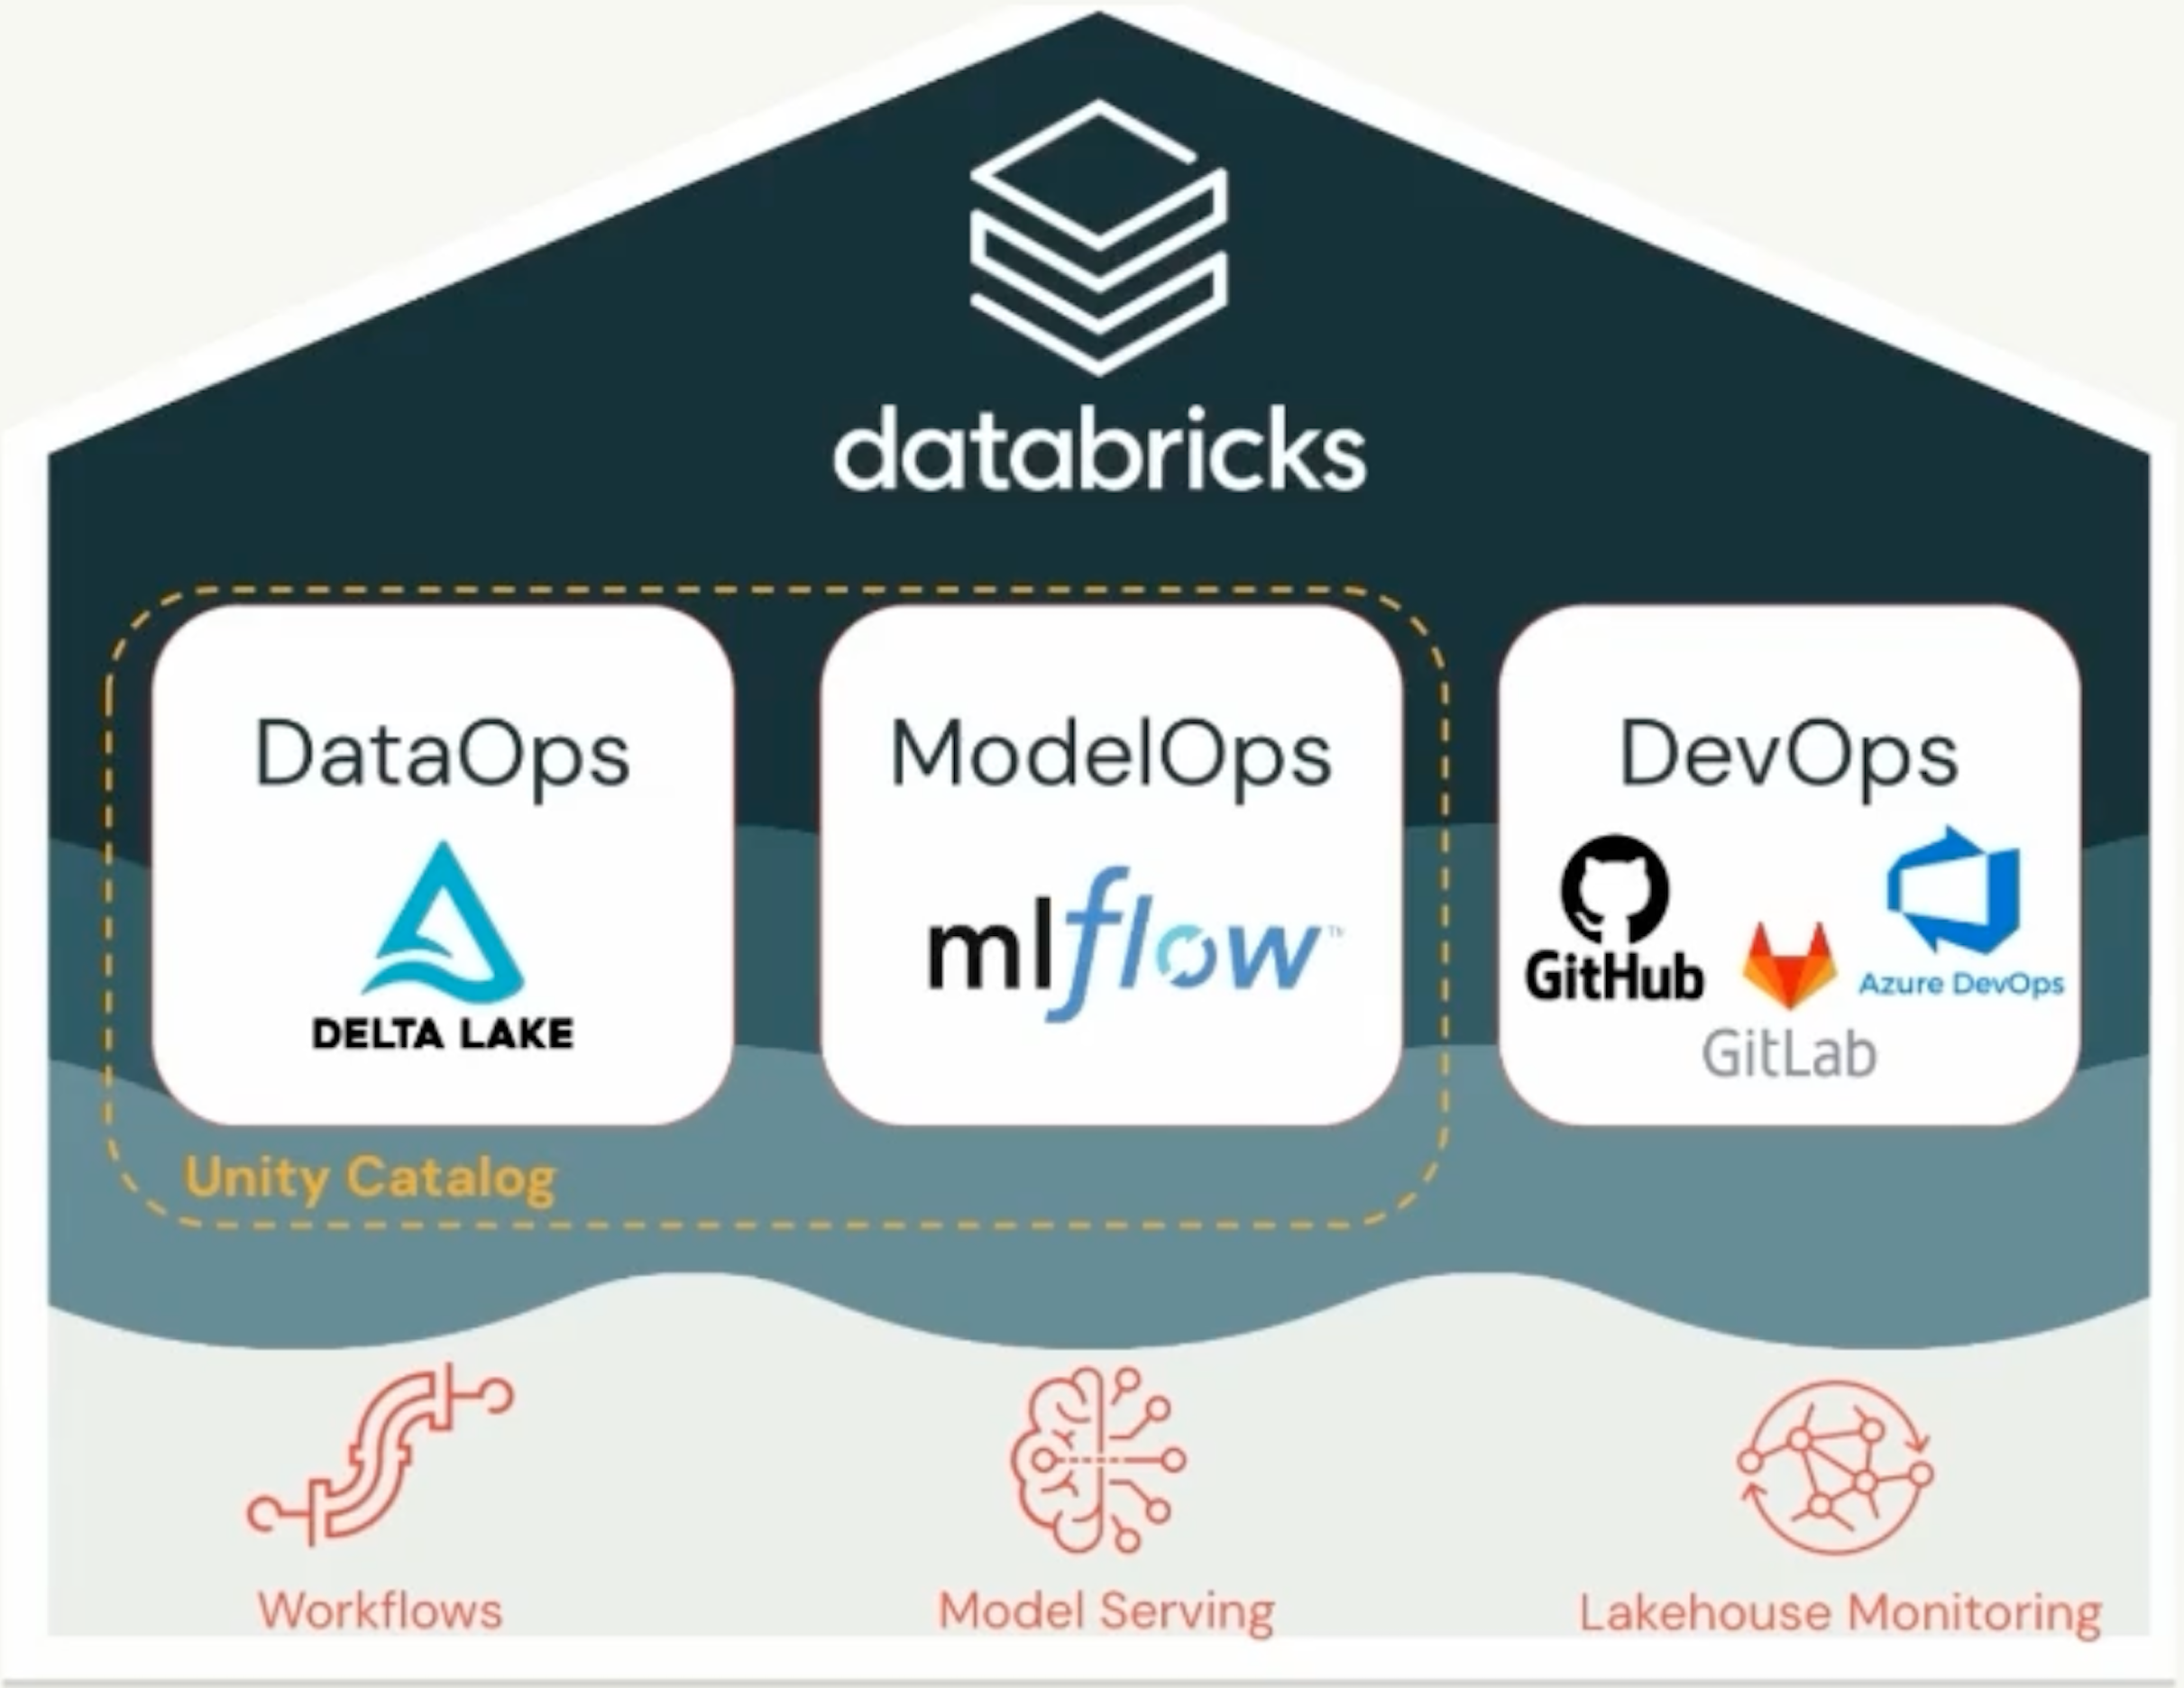 databricks
DataOps
DELTA LAKE
ModelOps
mlflow™
DevOps
GitHub
GitLab
Azure DevOps
Unity Catalog
Workflows
Model Serving
Lakehouse Monitoring